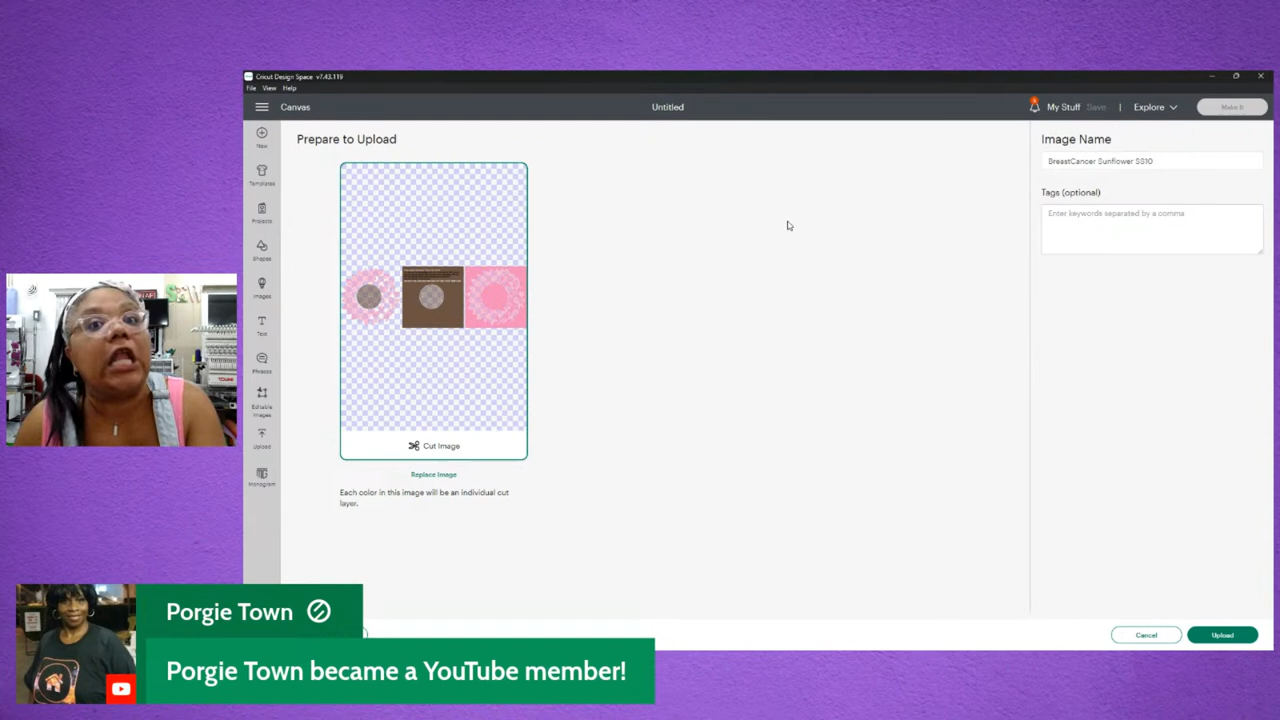 Cricut Design Space v7.43.119
File View Help
Canvas
Untitled
My Stuff Save | Explore Make It
New
Templates
Projects
Shapes
Images
Text
Phrases
Editable
Images
Upload
Monogram
Prepare to Upload
Cut Image
Replace Image
Each color in this image will be an individual cut
layer.
Image Name
BreastCancer Sunflower SS10
Tags (optional)
Enter keywords separated by a comma
Cancel Upload
Porgie Town
Porgie Town became a YouTube member!